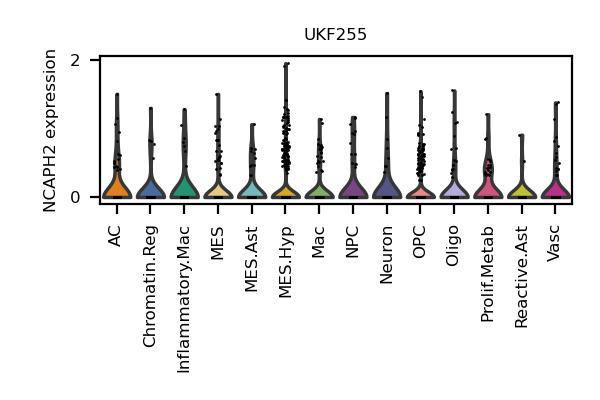 UKF255
NCAPH2 expression
2
0
AC
Chromatin.Reg
Inflammatory.Mac
MES
MES.Ast
MES.Hyp
Mac
NPC
Neuron
OPC
Oligo
Prolif.Metab
Reactive.Ast
Vasc